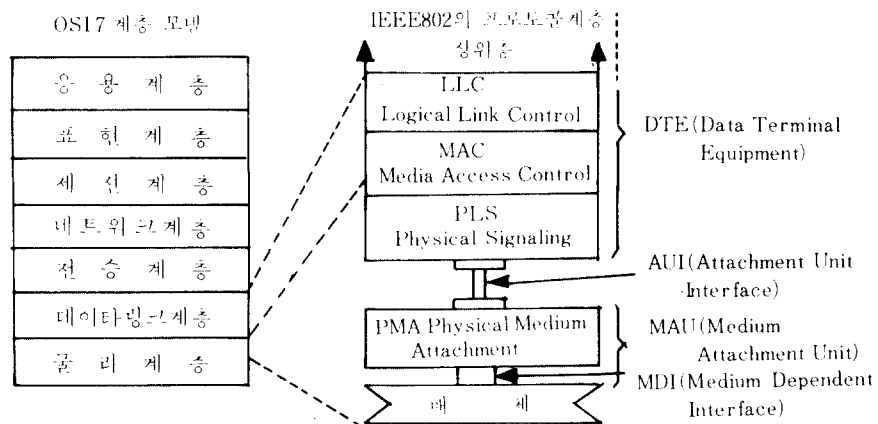 OSI7 계층 모델
응 용 계 층
표 현 계 층
세 션 계 층
네트워크계층
전 송 계 층
데이타링크계층
물 리 계 층
IEEE802의 프로토콜계층
상위층
LLC
Logical Link Control
MAC
Media Access Control
PLS
Physical Signaling
PMA Physical Medium
Attachment
매 체
DTE(Data Terminal
Equipment)
AUI(Attachment Unit
Interface)
MAU(Medium
Attachment Unit)
MDI(Medium Dependent
Interface)